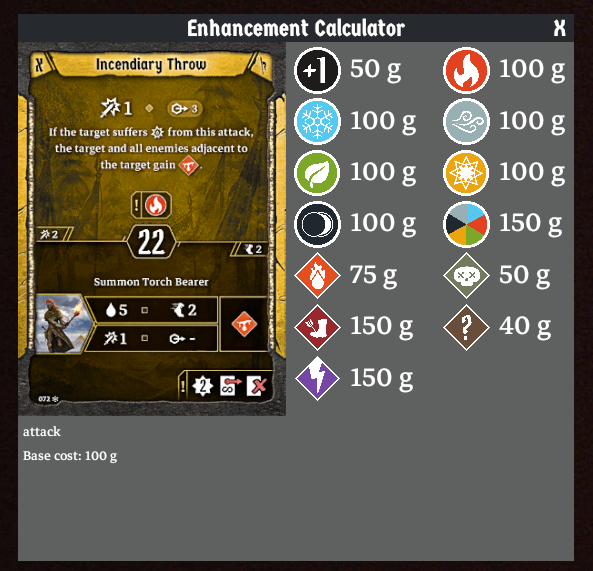 Enhancement Calculator
X
X
Incendiary Throw
1
3
If the target suffers from this attack,
the target and all enemies adjacent to
the target gain .
!
2
22
2
Summon Torch Bearer
5
2
1
-
! 2
072
attack
Base cost: 100 g
+1 50 g
100 g
100 g
100 g
100 g
100 g
100 g
150 g
75 g
50 g
150 g
? 40 g
150 g